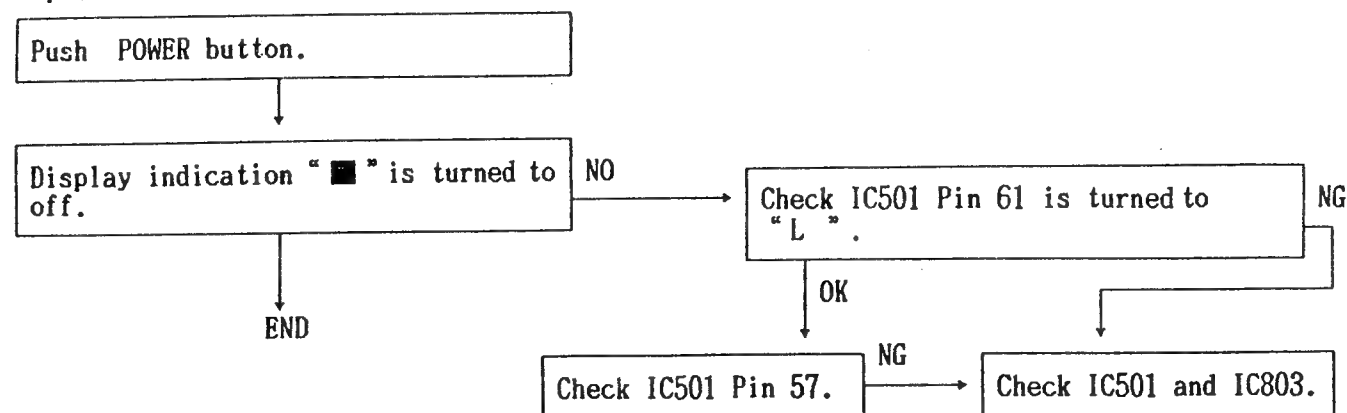 Push POWER button.
Display indication “ ■ ” is turned to
off.
NO
Check IC501 Pin 61 is turned to
“ L ” .
NG
OK
END
Check IC501 Pin 57.
NG
Check IC501 and IC803.